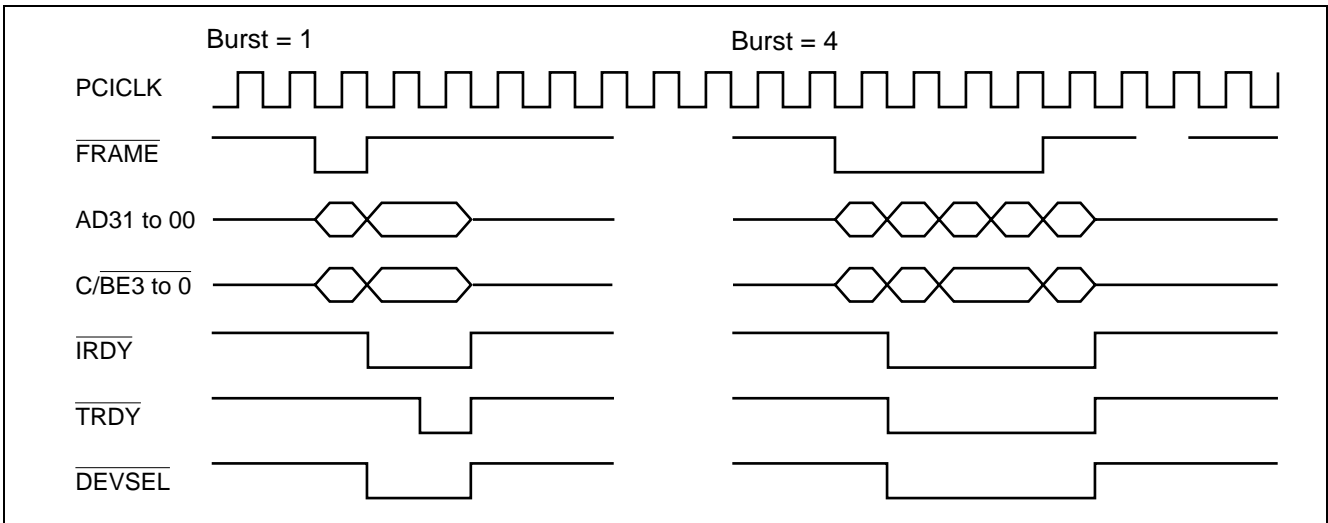 Burst = 1
Burst = 4
PCICLK
FRAME
AD31 to 00
C/BE3 to 0
IRDY
TRDY
DEVSEL